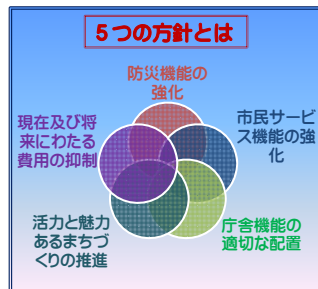 ５つの方針とは
防災機能の
強化
現在及び将
来にわたる
費用の抑制
市民サービ
ス機能の強
化
活力と魅力
あるまちづ
くりの推進
庁舎機能の
適切な配置